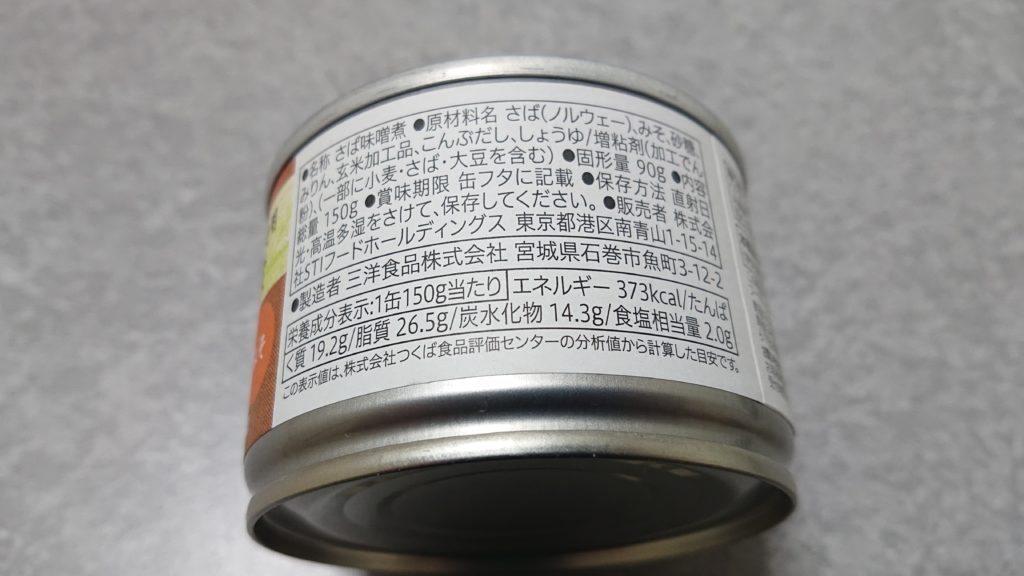 ●名称 さば味噌煮 ●原材料名 さば(ノルウェー)、みそ、砂糖、
みりん、玄米加工品、こんぶだし、しょうゆ/増粘剤(加工でん
粉)、(一部に小麦・さば・大豆を含む) ●固形量 90g ●内容
総量 150g ●賞味期限 缶フタに記載 ●保存方法 直射日
光・高温多湿をさけて、保存してください。 ●販売者 株式会
社STIフードホールディングス 東京都港区南青山1-15-14
●製造者 三洋食品株式会社 宮城県石巻市魚町3-12-2
栄養成分表示:1缶150g当たり エネルギー 373kcal/たんぱ
く質 19.2g/脂質 26.5g/炭水化物 14.3g/食塩相当量 2.0g
この表示値は、株式会社つくば食品評価センターの分析値から計算した目安です。